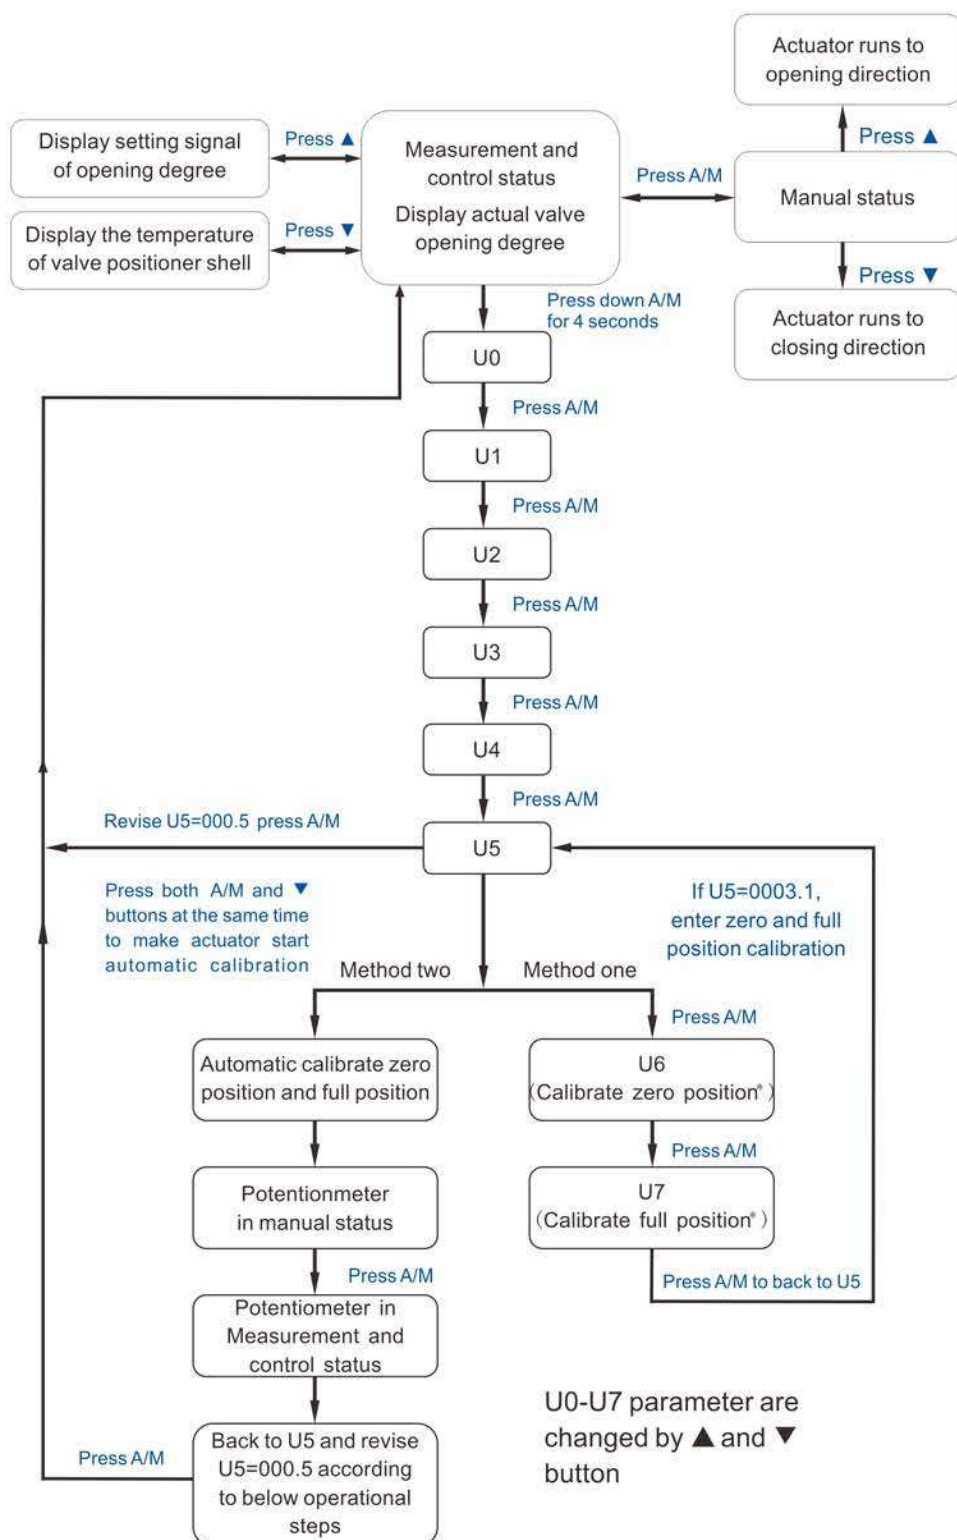 Actuator runs to
opening direction
Display setting signal
of opening degree
Press ▲
Measurement and
control status
Display actual valve
opening degree
Press A/M
Press ▲
Manual status
Display the temperature
of valve positioner shell
Press ▼
Press ▼
Actuator runs to
closing direction
Press down A/M
for 4 seconds
U0
Press A/M
U1
Press A/M
U2
Press A/M
U3
Press A/M
U4
Press A/M
U5
Revise U5=000.5 press A/M
Press both A/M and ▼
buttons at the same time
to make actuator start
automatic calibration
If U5=0003.1,
enter zero and full
position calibration
Method two
Method one
Press A/M
Automatic calibrate zero
position and full position
U6
(Calibrate zero position*)
Press A/M
Potentionmeter
in manual status
U7
(Calibrate full position*)
Press A/M
Press A/M to back to U5
Potentiometer in
Measurement and
control status
Press A/M
Back to U5 and revise
U5=000.5 according
to below operational
steps
U0-U7 parameter are
changed by ▲ and ▼
button